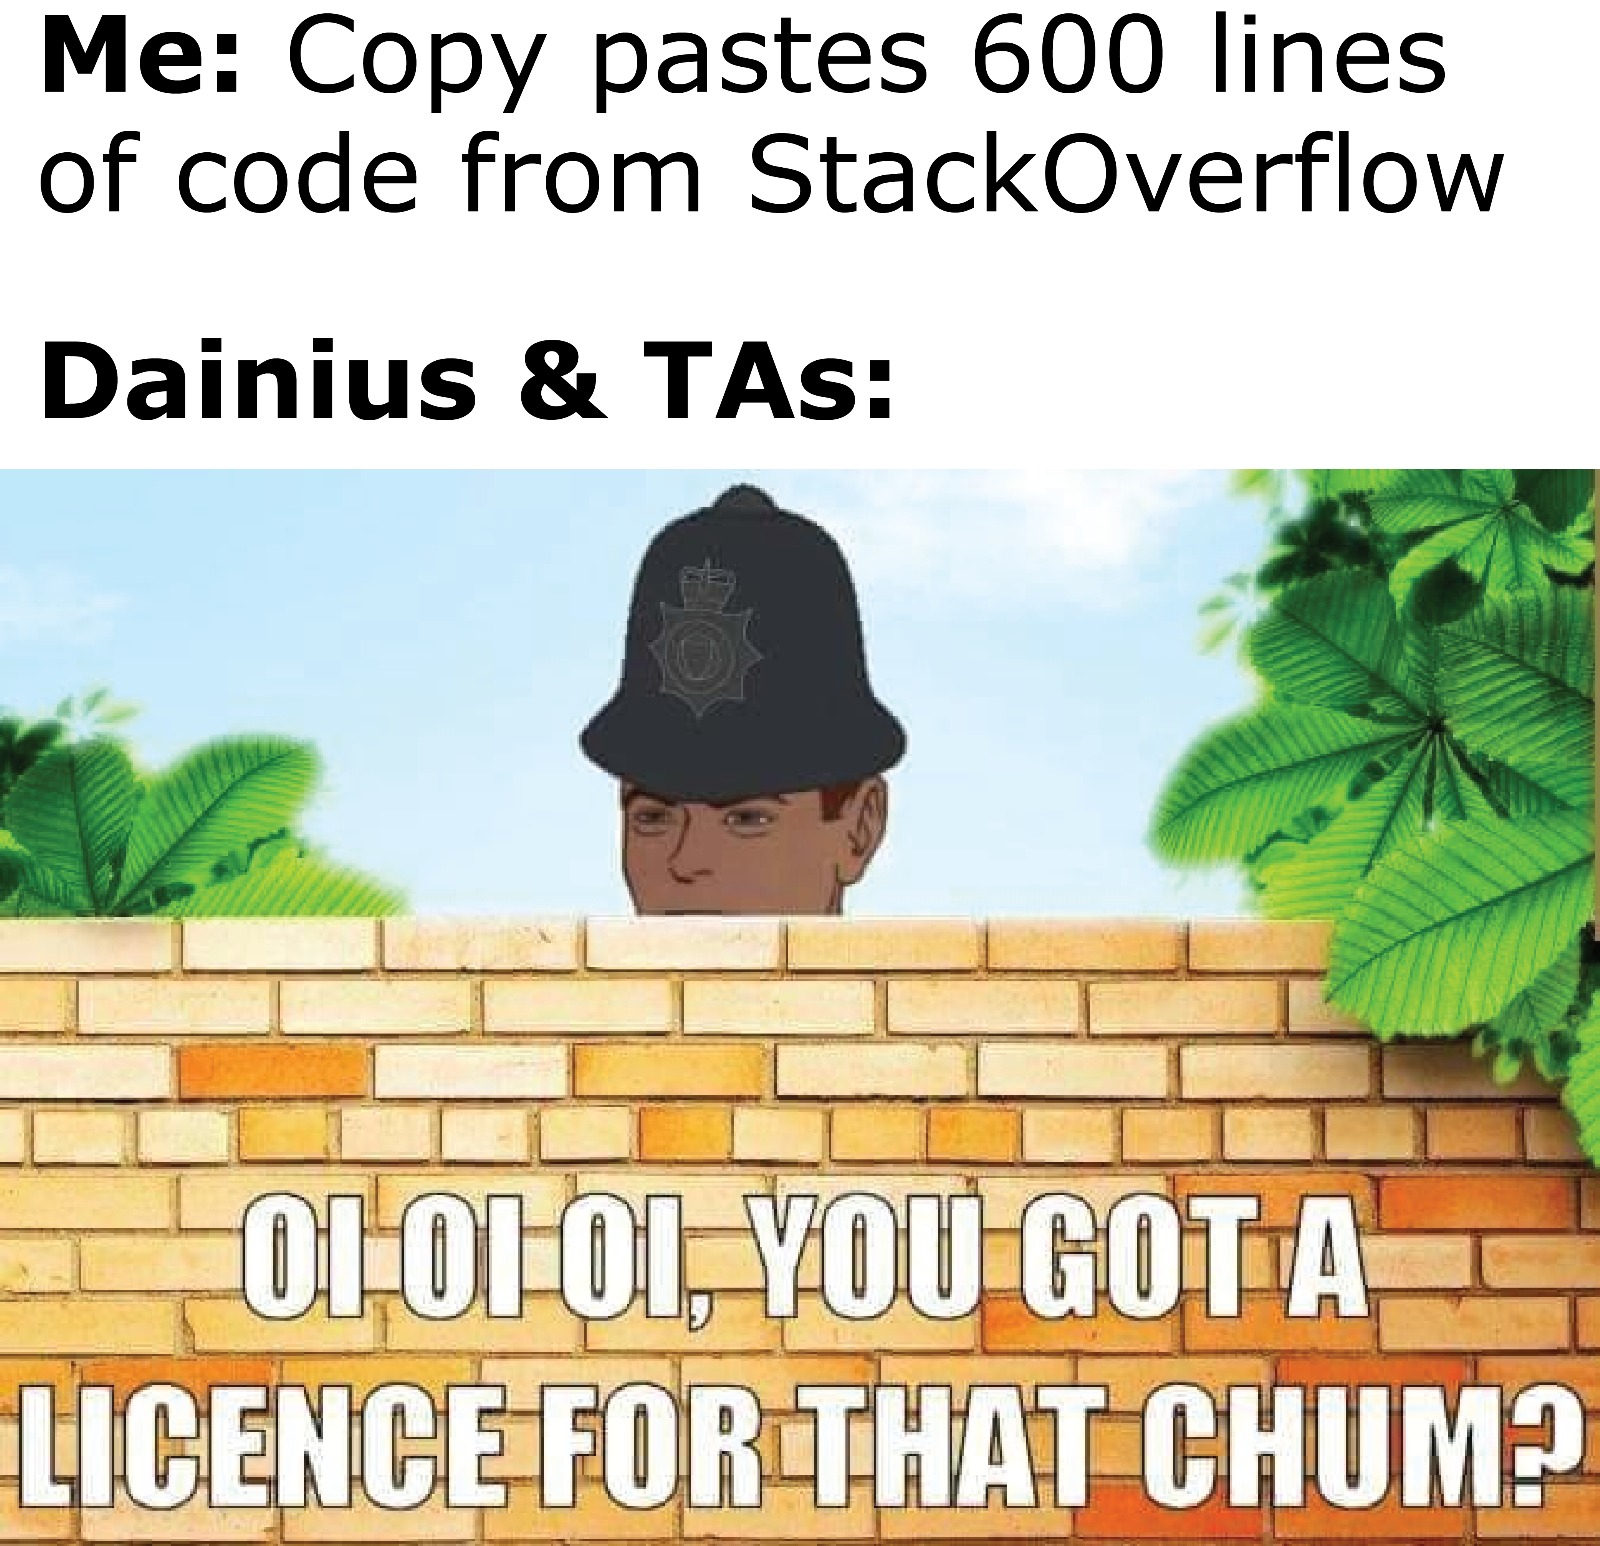 Me: Copy pastes 600 lines
of code from StackOverflow
Dainius & TAs:
OI OI OI, YOU GOT A
LICENCE FOR THAT CHUM?